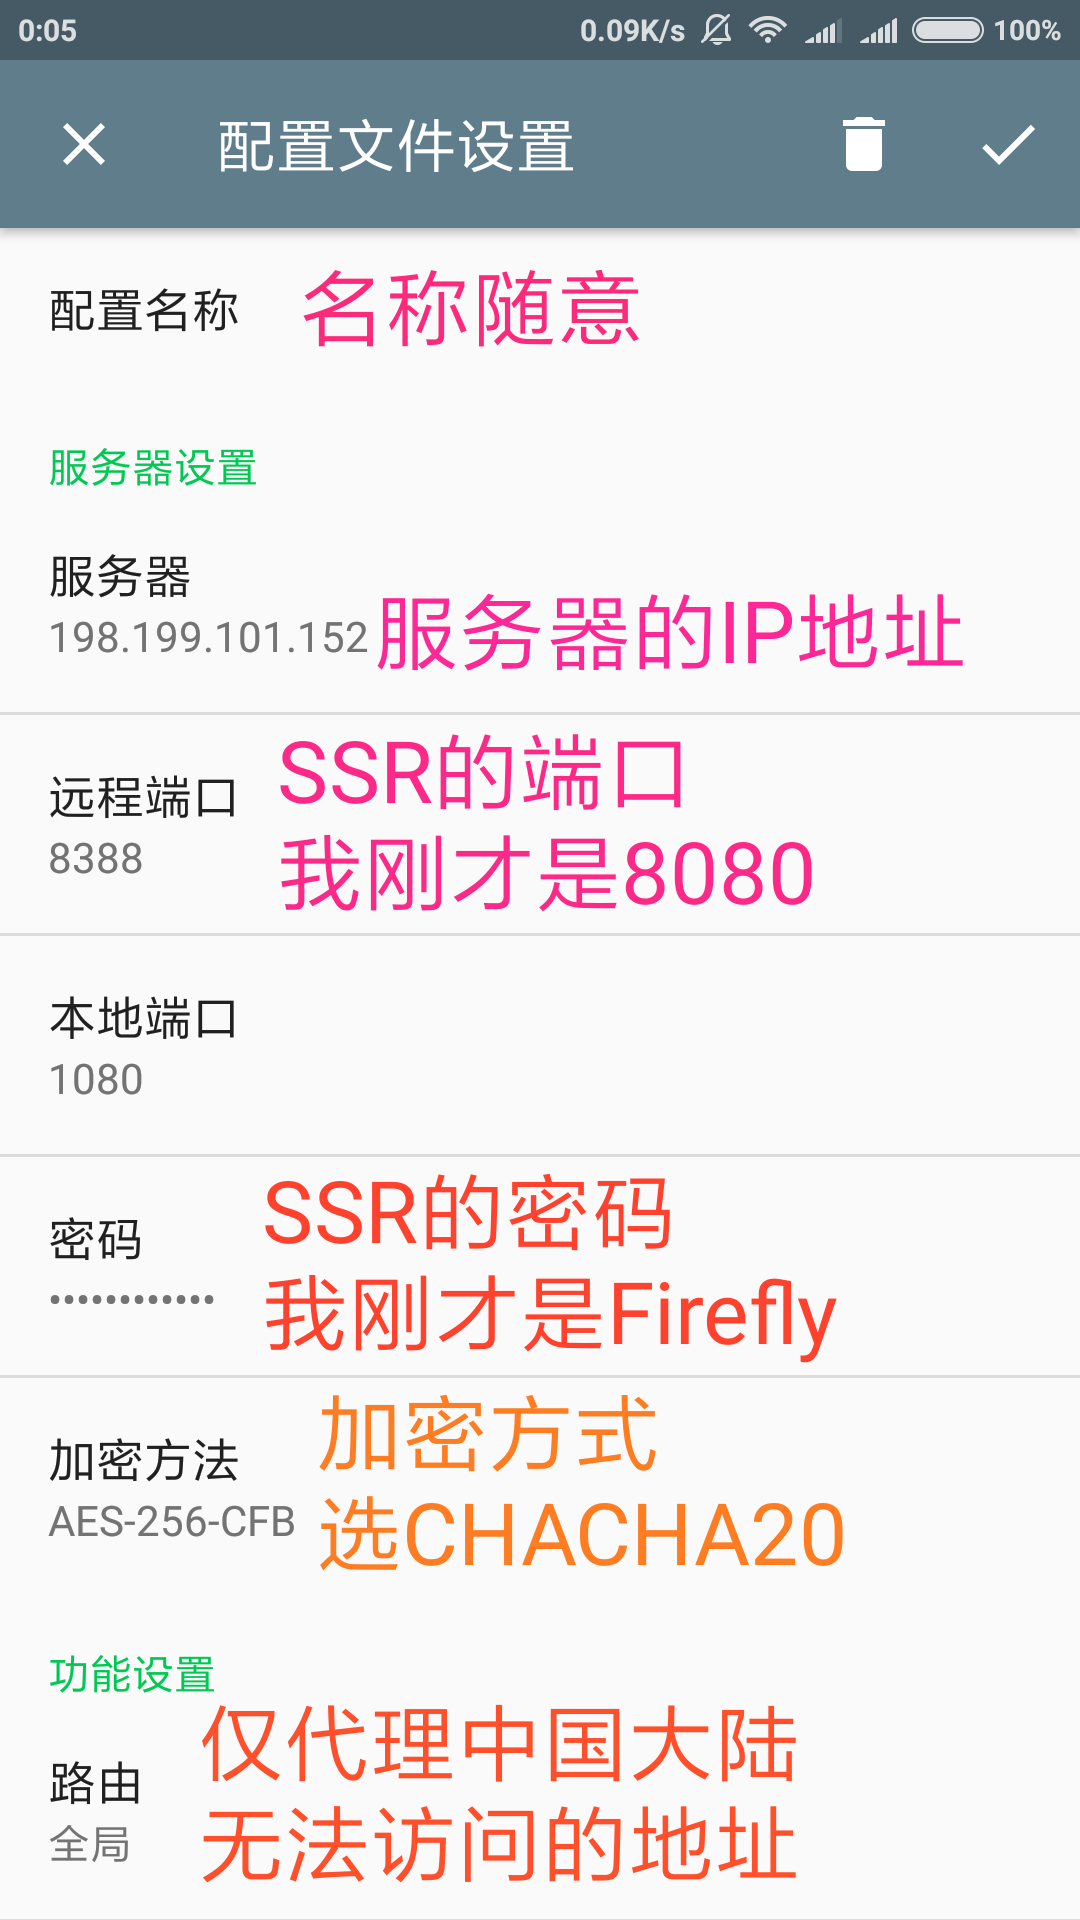 0:05 0.09K/s 100%
配置文件设置
配置名称 名称随意
服务器设置
服务器
198.199.101.152 服务器的IP地址
远程端口 SSR的端口
8388 我刚才是8080
本地端口
1080
密码 SSR的密码
•••••••••••• 我刚才是Firefly
加密方法 加密方式
AES-256-CFB 选CHACHA20
功能设置
路由 仅代理中国大陆
全局 无法访问的地址